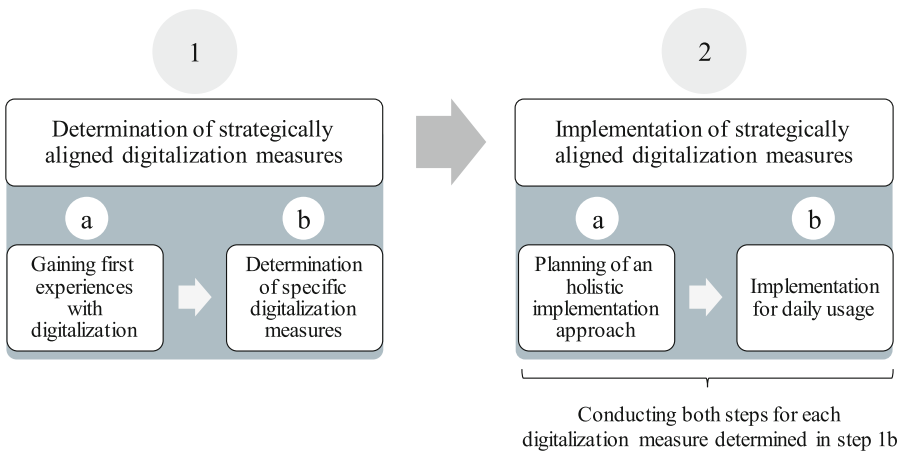 1
Determination of strategically
aligned digitalization measures
a
Gaining first
experiences
with
digitalization
b
Determination
of specific
digitalization
measures
2
Implementation of strategically
aligned digitalization measures
a
Planning of an
holistic
implementation
approach
b
Implementation
for daily usage
Conducting both steps for each
digitalization measure determined in step 1b